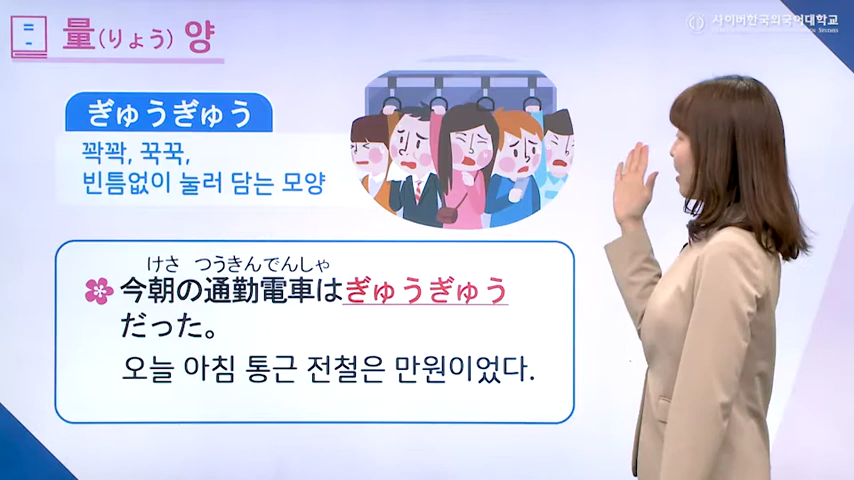 量(りょう) 양
사이버한국외국어대학교
ぎゅうぎゅう
꽉꽉, 꾹꾹,
빈틈없이 눌러 담는 모양
けさ つうきんでんしゃ
今朝の通勤電車はぎゅうぎゅう
だった。
오늘 아침 통근 전철은 만원이었다.